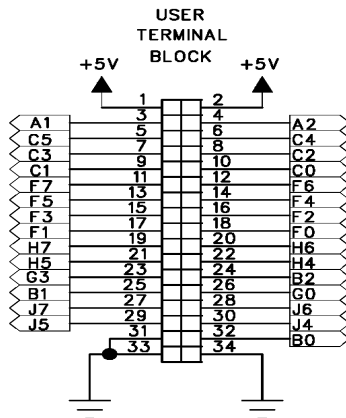 USER
TERMINAL
BLOCK
+5V +5V
1 2
A1 3 4 A2
C5 5 6 C4
C3 7 8 C2
C1 9 10 C0
F7 11 12 F6
F5 13 14 F4
F3 15 16 F2
F1 17 18 F0
H7 19 20 H6
H5 21 22 H4
G3 23 24 B2
B1 25 26 G0
J7 27 28 J6
J5 29 30 J4
31 32 B0
33 34